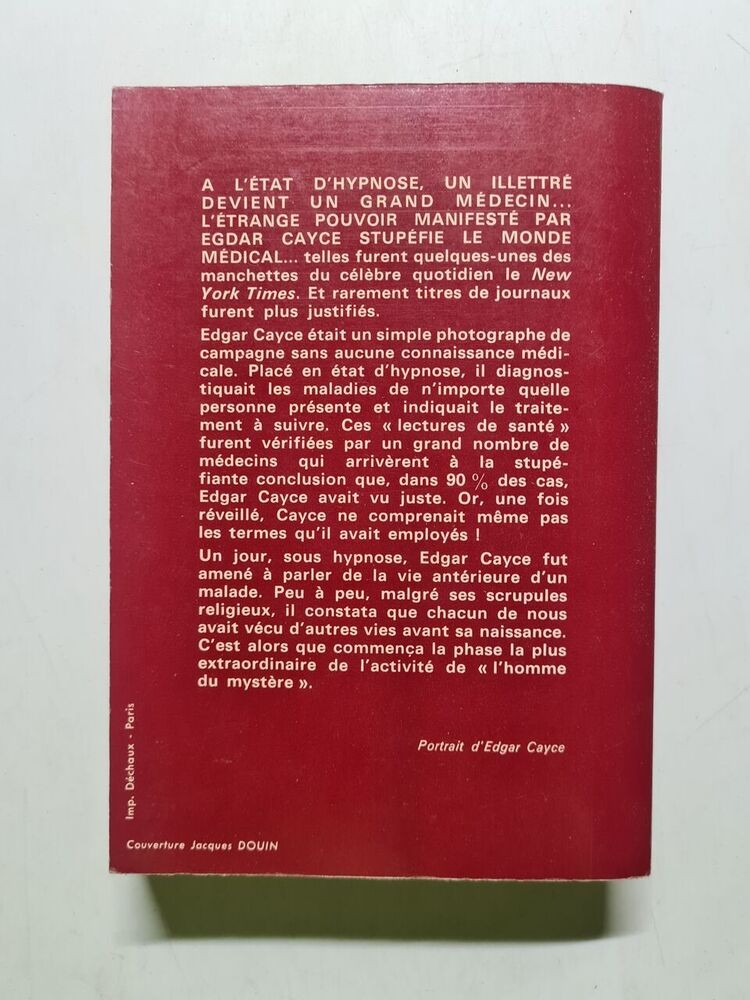 A L'ÉTAT D'HYPNOSE, UN ILLETTRÉ
DEVIENT UN GRAND MÉDECIN...
L'ÉTRANGE POUVOIR MANIFESTÉ PAR
EGDAR CAYCE STUPÉFIE LE MONDE
MÉDICAL... telles furent quelques-unes des
manchettes du célèbre quotidien le New
York Times. Et rarement titres de journaux
furent plus justifiés.
Edgar Cayce était un simple photographe de
campagne sans aucune connaissance médi-
cale. Placé en état d'hypnose, il diagnos-
tiquait les maladies de n'importe quelle
personne présente et indiquait le traite-
ment à suivre. Ces « lectures de santé »
furent vérifiées par un grand nombre de
médecins qui arrivèrent à la stupé-
fiante conclusion que, dans 90 % des cas,
Edgar Cayce avait vu juste. Or, une fois
réveillé, Cayce ne comprenait même pas
les termes qu'il avait employés !
Un jour, sous hypnose, Edgar Cayce fut
amené à parler de la vie antérieure d'un
malade. Peu à peu, malgré ses scrupules
religieux, il constata que chacun de nous
avait vécu d'autres vies avant sa naissance.
C'est alors que commença la phase la plus
extraordinaire de l'activité de « l'homme
du mystère ».
Portrait d'Edgar Cayce
Imp. Déchaux - Paris
Couverture Jacques DOUIN